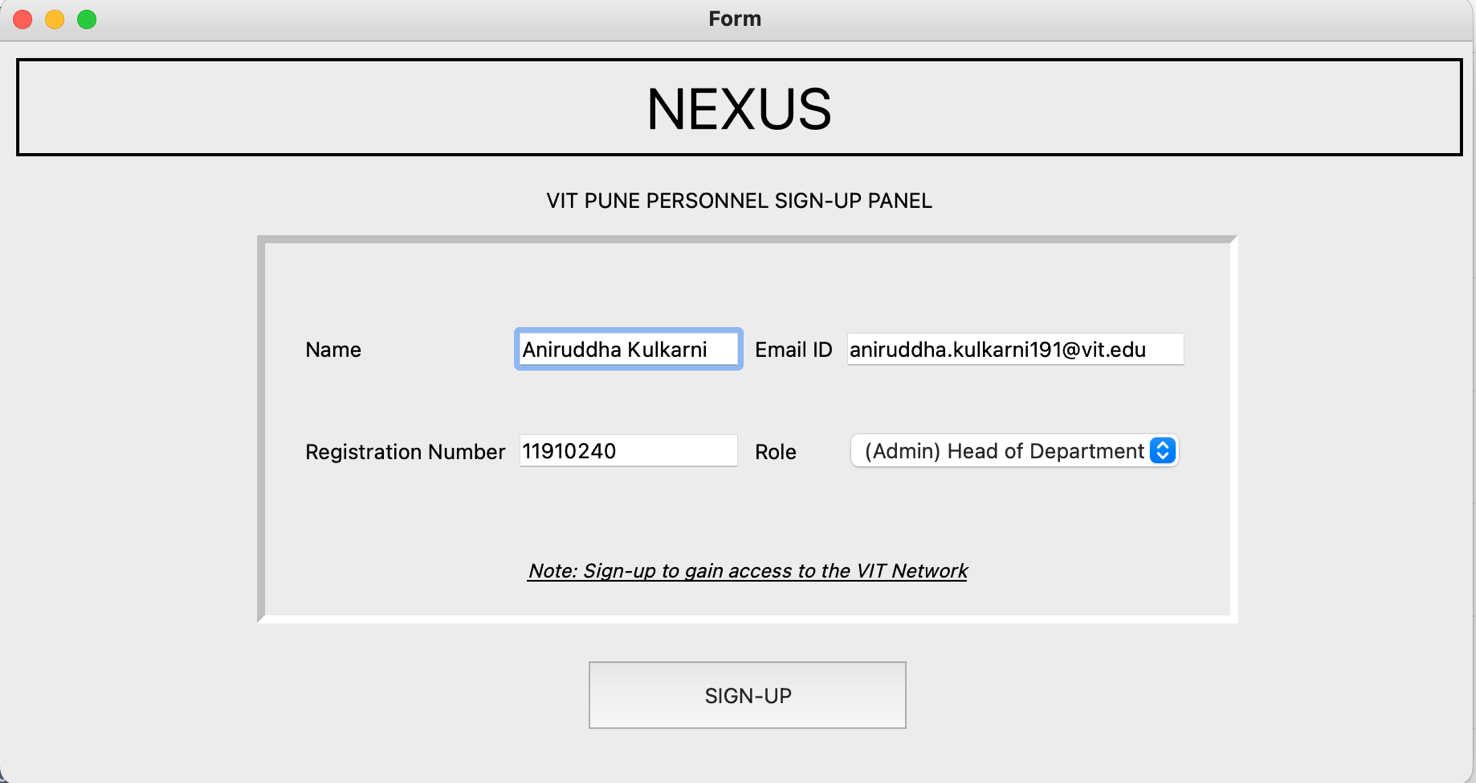 Form
NEXUS
VIT PUNE PERSONNEL SIGN-UP PANEL
Name Aniruddha Kulkarni Email ID aniruddha.kulkarni191@vit.edu
Registration Number 11910240 Role (Admin) Head of Department
Note: Sign-up to gain access to the VIT Network
SIGN-UP